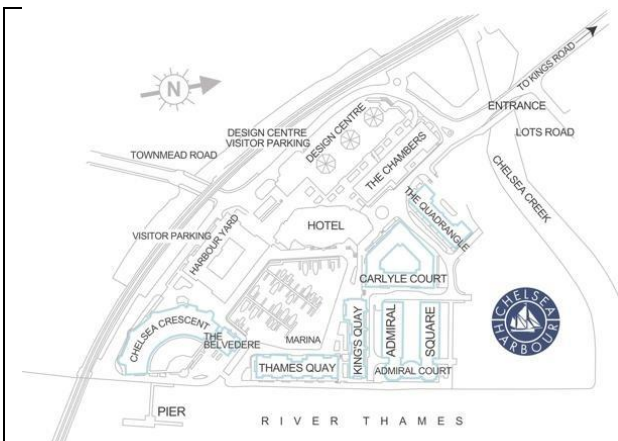 TO KINGS ROAD
N
ENTRANCE
DESIGN CENTRE
VISITOR PARKING
DESIGN CENTRE
LOTS ROAD
TOWNMEAD ROAD
THE CHAMBERS
CHELSEA CREEK
THE QUADRANGLE
HOTEL
VISITOR PARKING
HARBOUR YARD
CARLYLE COURT
CHELSEA
HARBOUR
CHELSEA CRESCENT
THE
BELVEDERE
MARINA
KING'S QUAY
ADMIRAL
SQUARE
THAMES QUAY
ADMIRAL COURT
PIER
RIVER THAMES